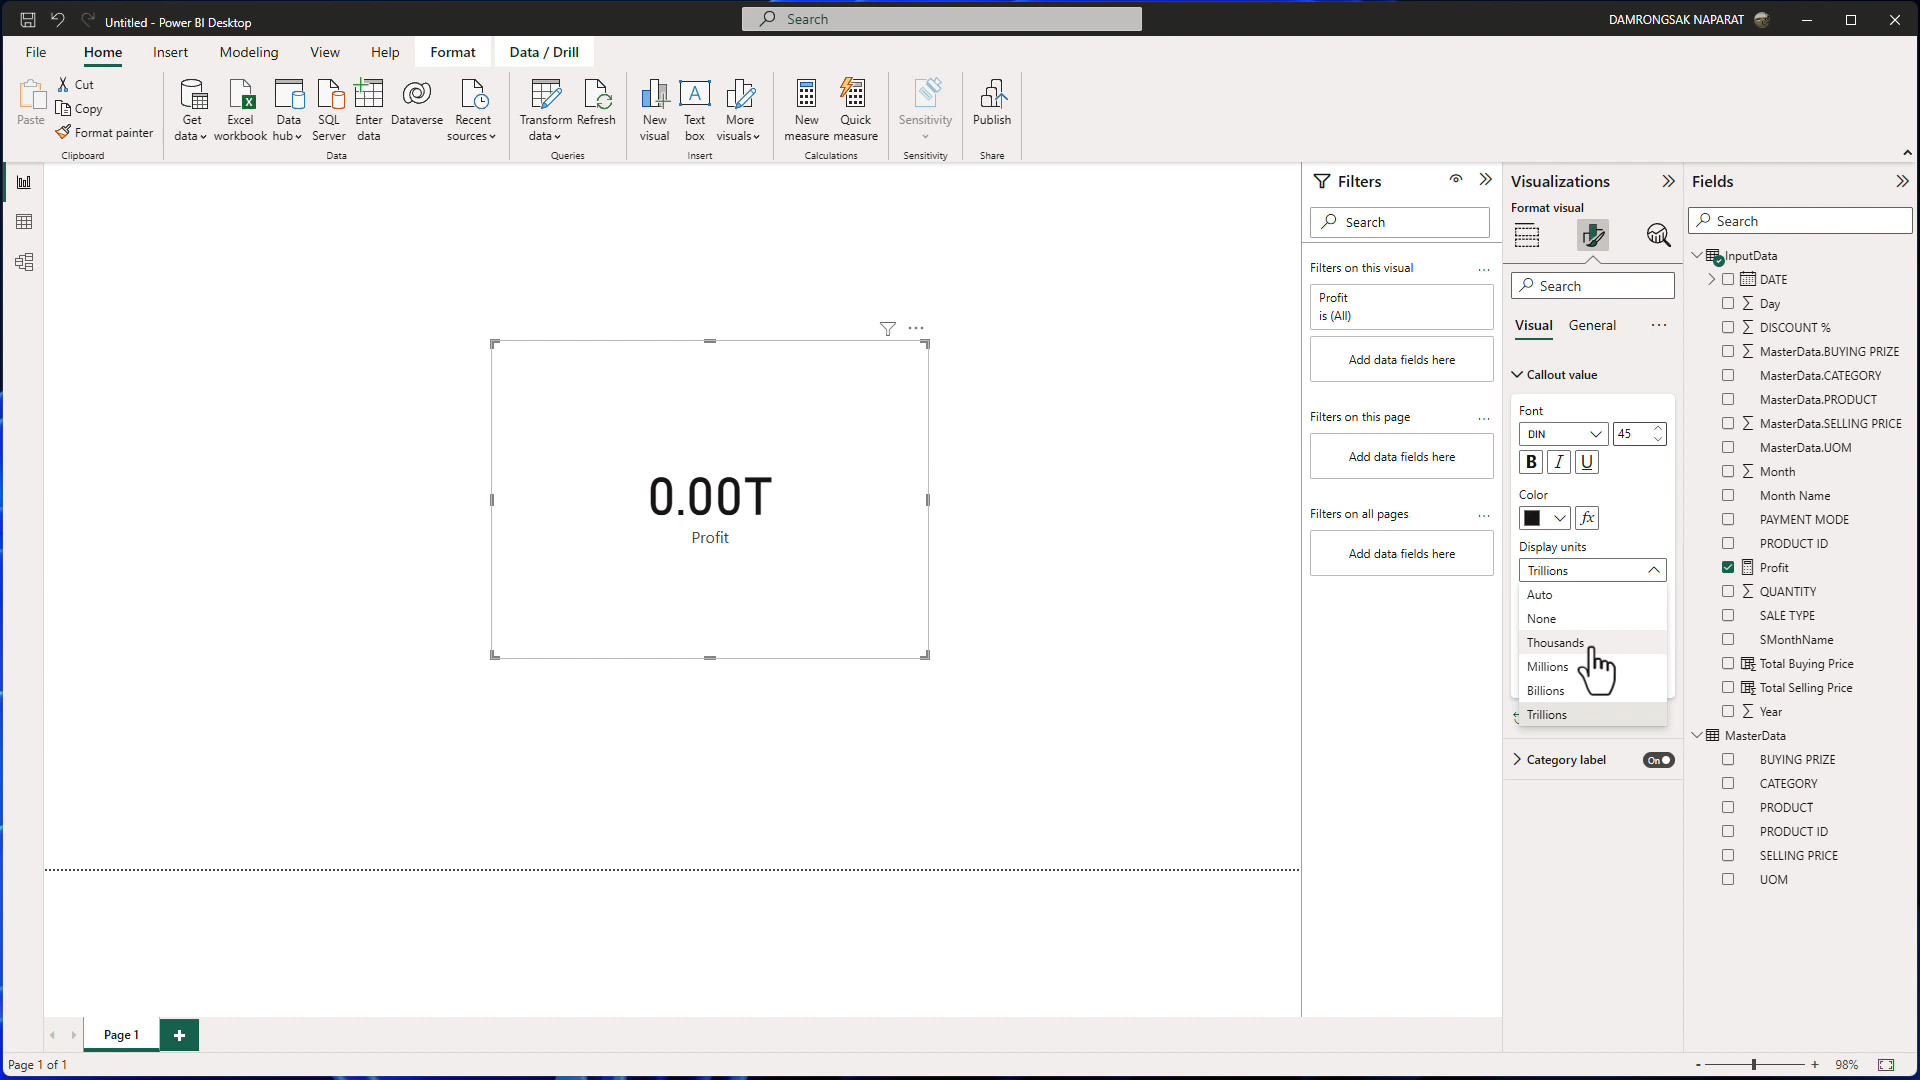 Untitled - Power BI Desktop
Search
DAMRONGSAK NAPARAT
File
Home
Insert
Modeling
View
Help
Format
Data / Drill
Paste
Cut
Copy
Format painter
Clipboard
Get data
Excel workbook
Data hub
SQL Server
Enter data
Dataverse
Recent sources
Data
Transform data
Refresh
Queries
New visual
A
Text box
More visuals
Insert
New measure
Quick measure
Calculations
Sensitivity
Sensitivity
Publish
Share
0.00T
Profit
Filters
Search
Filters on this visual
...
Profit
is (All)
Add data fields here
Filters on this page
...
Add data fields here
Filters on all pages
...
Add data fields here
Visualizations
Format visual
Search
Visual
General
...
Callout value
Font
DIN
45
B
I
U
Color
fx
Display units
Trillions
Auto
None
Thousands
Millions
Billions
Trillions
Category label
On
Fields
Search
InputData
DATE
Day
DISCOUNT %
MasterData.BUYING PRIZE
MasterData.CATEGORY
MasterData.PRODUCT
MasterData.SELLING PRICE
MasterData.UOM
Month
Month Name
PAYMENT MODE
PRODUCT ID
Profit
QUANTITY
SALE TYPE
SMonthName
Total Buying Price
Total Selling Price
Year
MasterData
BUYING PRIZE
CATEGORY
PRODUCT
PRODUCT ID
SELLING PRICE
UOM
Page 1
+
Page 1 of 1
-
+
98%